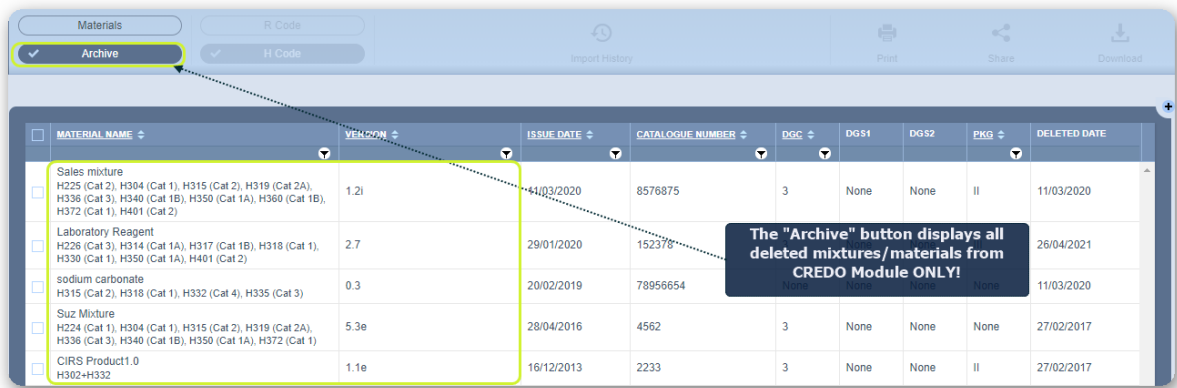 Materials
R Code
Archive
H Code
Import History
Print
Share
Download
MATERIAL NAME VERSION ISSUE DATE CATALOGUE NUMBER DGC DGS1 DGS2 PKG DELETED DATE
Sales mixture
H225 (Cat 2), H304 (Cat 1), H315 (Cat 2), H319 (Cat 2A),
H336 (Cat 3), H340 (Cat 1B), H350 (Cat 1A), H360 (Cat 1B),
H372 (Cat 1), H401 (Cat 2)
1.2i 11/03/2020 8576875 3 None None II 11/03/2020
Laboratory Reagent
H226 (Cat 3), H314 (Cat 1A), H317 (Cat 1B), H318 (Cat 1),
H330 (Cat 1), H350 (Cat 1A), H401 (Cat 2)
2.7 29/01/2020 152378 26/04/2021
The "Archive" button displays all
deleted mixtures/materials from
CREDO Module ONLY!
sodium carbonate
H315 (Cat 2), H318 (Cat 1), H332 (Cat 4), H335 (Cat 3)
0.3 20/02/2019 78956654 None None None None 11/03/2020
Suz Mixture
H224 (Cat 1), H304 (Cat 1), H315 (Cat 2), H319 (Cat 2A),
H336 (Cat 3), H340 (Cat 1B), H350 (Cat 1A), H372 (Cat 1)
5.3e 28/04/2016 4562 3 None None None 27/02/2017
CIRS Product1.0
H302+H332
1.1e 16/12/2013 2233 3 None None II 27/02/2017